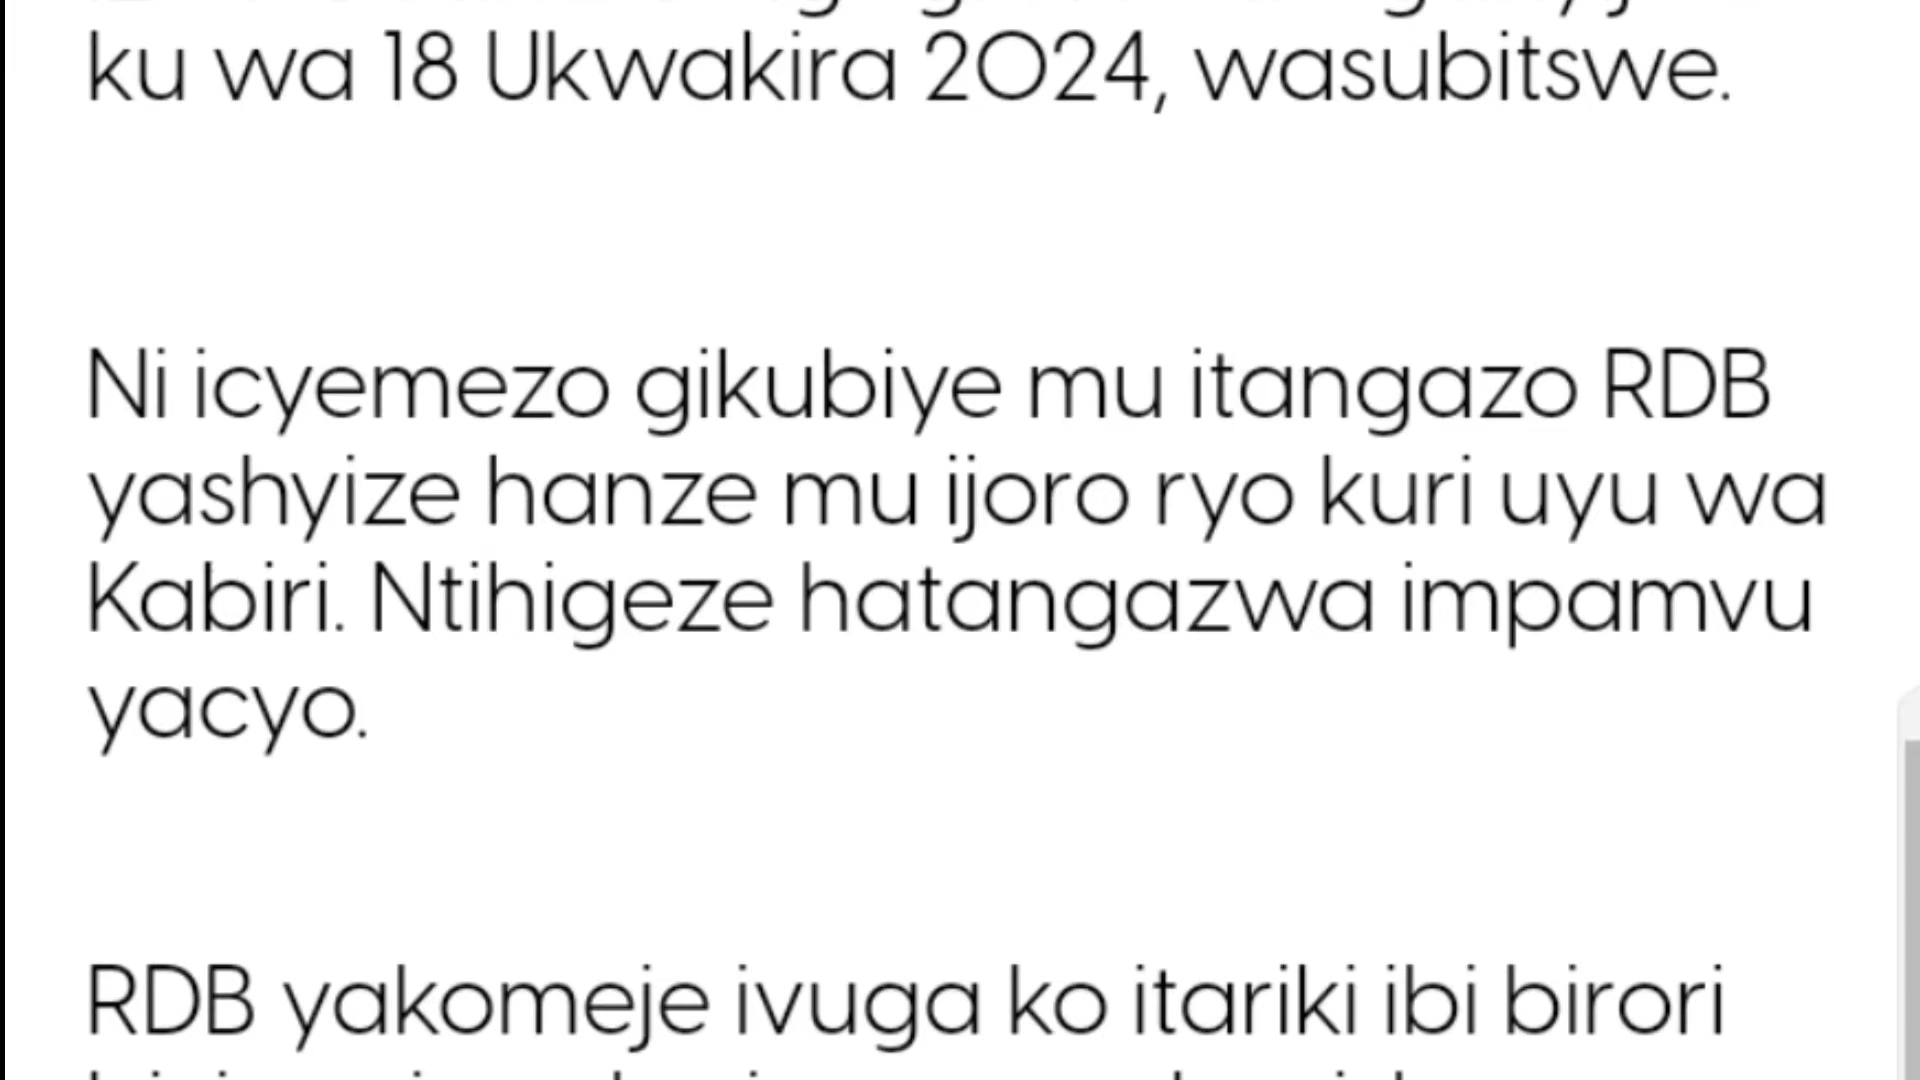 ku wa 18 Ukwakira 2024, wasubitswe.
Ni icyemezo gikubiye mu itangazo RDB
yashyize hanze mu ijoro ryo kuri uyu wa
Kabiri. Ntihigeze hatangazwa impamvu
yacyo.
RDB yakomeje ivuga ko itariki ibi birori